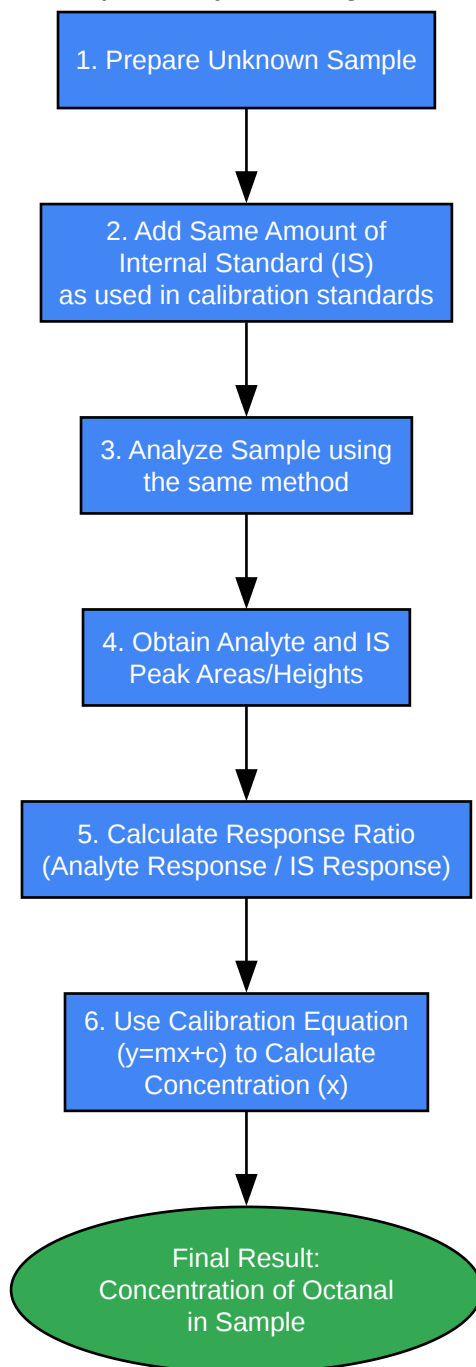 1. Prepare Unknown Sample
2. Add Same Amount of
Internal Standard (IS)
as used in calibration standards
3. Analyze Sample using
the same method
4. Obtain Analyte and IS
Peak Areas/Heights
5. Calculate Response Ratio
(Analyte Response / IS Response)
6. Use Calibration Equation
(y=mx+c) to Calculate
Concentration (x)
Final Result:
Concentration of Octanal
in Sample